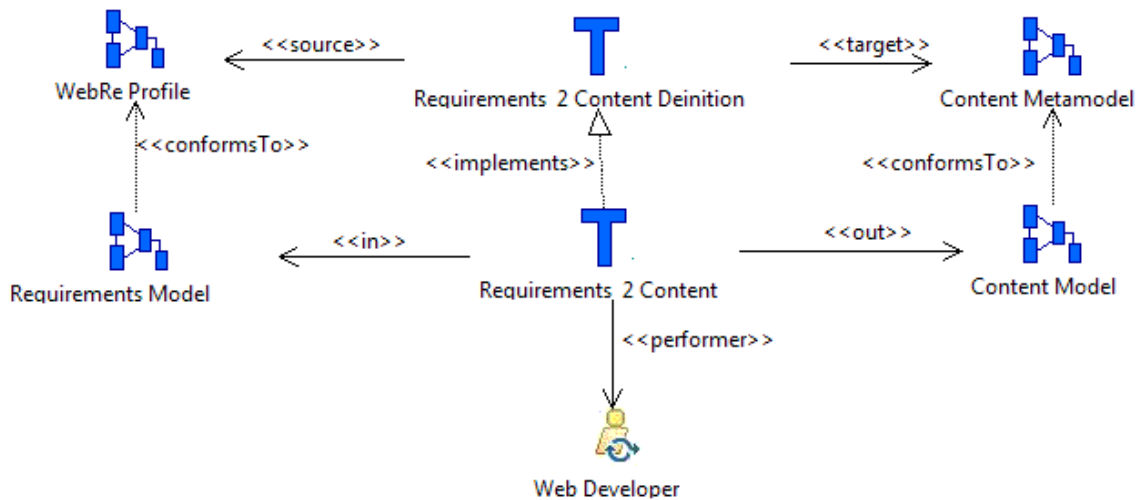 <<source>>
<<target>>
WebRe Profile
Requirements 2 Content Deinition
Content Metamodel
<<conformsTo>>
<<implements>>
<<conformsTo>>
<<in>>
<<out>>
Requirements Model
Requirements 2 Content
Content Model
<<performer>>
Web Developer